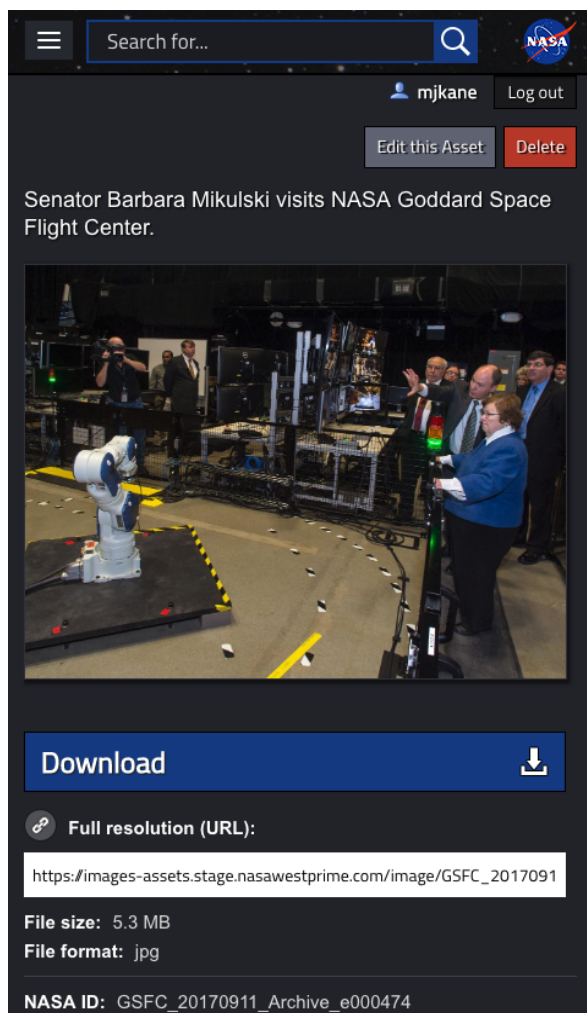 Search for...
NASA
mjkane
Log out
Edit this Asset
Delete
Senator Barbara Mikulski visits NASA Goddard Space
Flight Center.
Download
Full resolution (URL):
https://images-assets.stage.nasawestprime.com/image/GSFC_2017091
File size: 5.3 MB
File format: jpg
NASA ID: GSFC_20170911_Archive_e000474